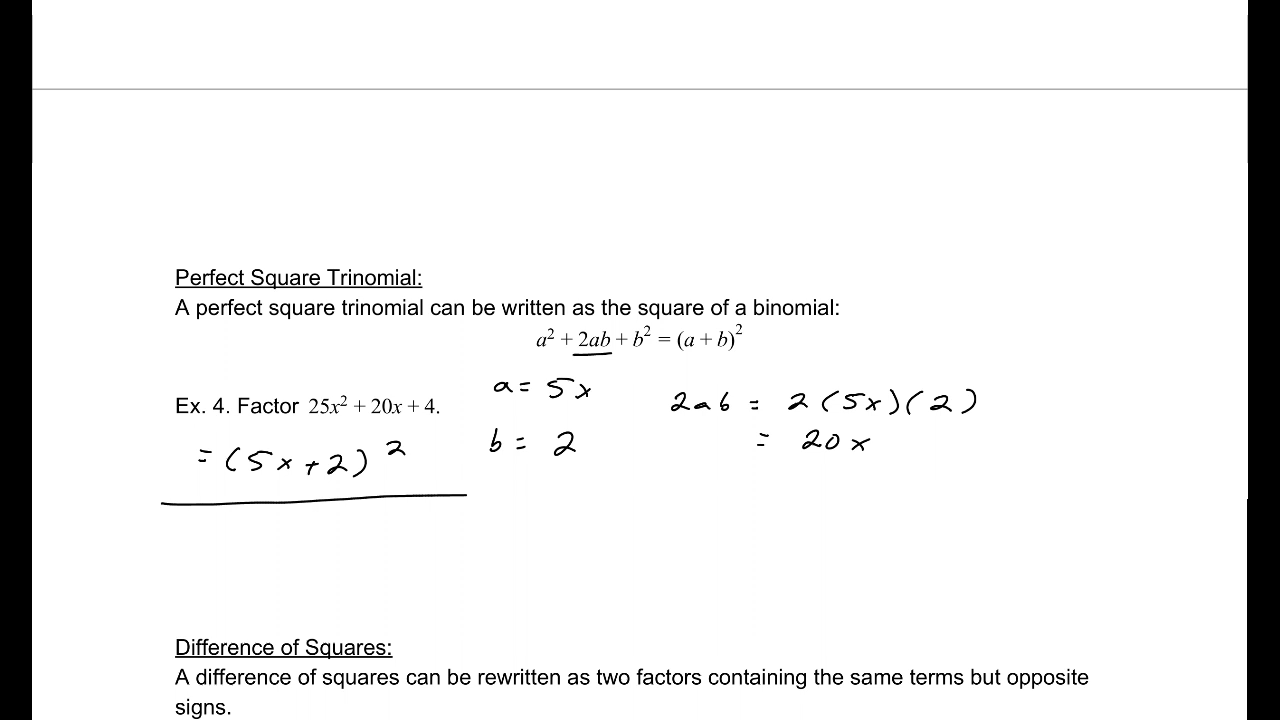 Perfect Square Trinomial:
A perfect square trinomial can be written as the square of a binomial:
a² + 2ab + b² = (a + b)²
a = 5x
Ex. 4. Factor 25x² + 20x + 4.
2ab = 2(5x)(2)
= (5x+2)²
b = 2
= 20x
Difference of Squares:
A difference of squares can be rewritten as two factors containing the same terms but opposite
signs.